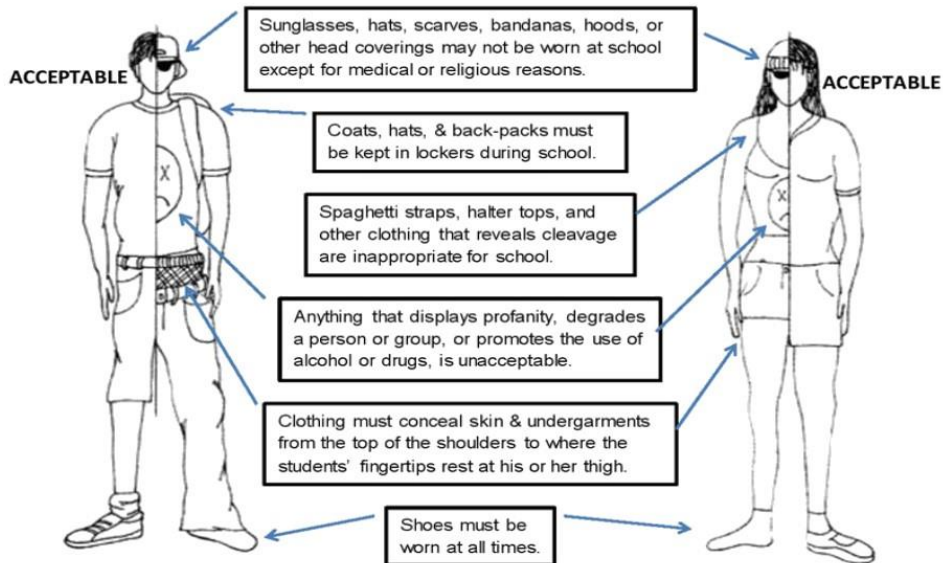 Sunglasses, hats, scarves, bandanas, hoods, or
other head coverings may not be worn at school
except for medical or religious reasons.
ACCEPTABLE
ACCEPTABLE
Coats, hats, & back-packs must
be kept in lockers during school.
Spaghetti straps, halter tops, and
other clothing that reveals cleavage
are inappropriate for school.
Anything that displays profanity, degrades
a person or group, or promotes the use of
alcohol or drugs, is unacceptable.
Clothing must conceal skin & undergarments
from the top of the shoulders to where the
students' fingertips rest at his or her thigh.
Shoes must be
worn at all times.